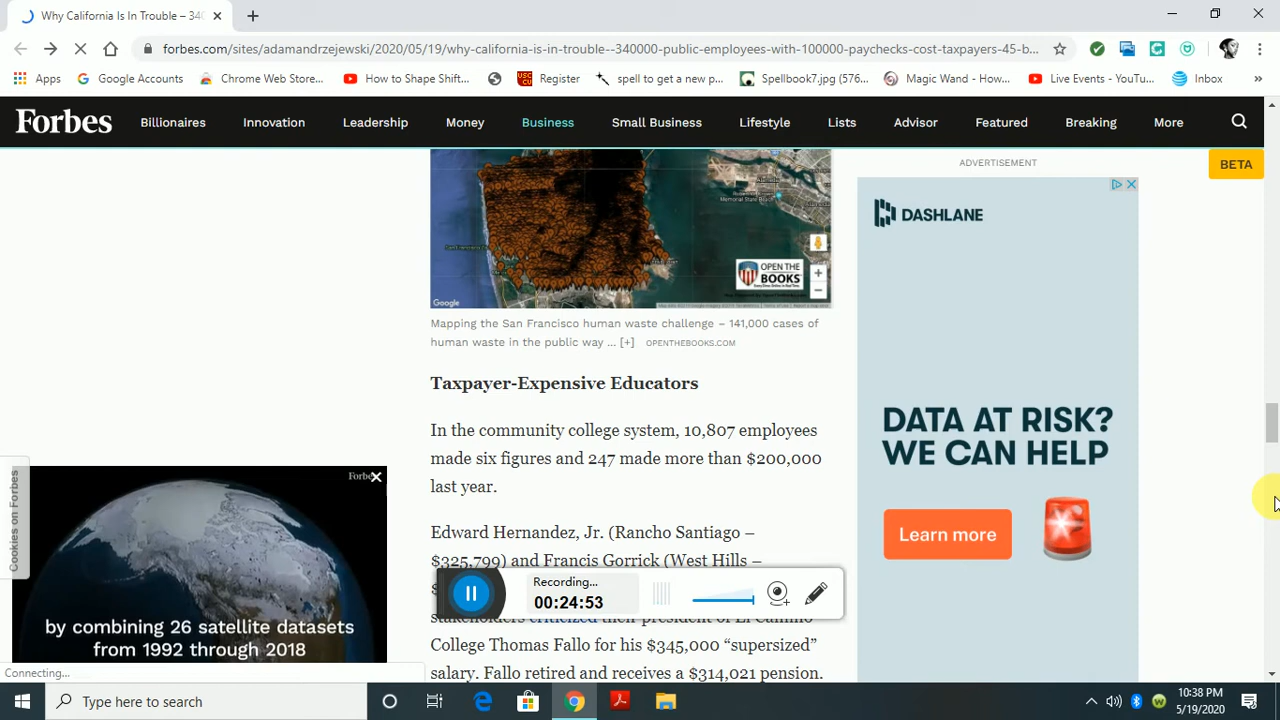 Why California Is In Trouble – 340
forbes.com/sites/adamandrzejewski/2020/05/19/why-california-is-in-trouble--340000-public-employees-with-100000-paychecks-cost-taxpayers-45-b...
Apps
Google Accounts
Chrome Web Store...
How to Shape Shift...
Register
spell to get a new p...
Spellbook7.jpg (576...
Magic Wand - How...
Live Events - YouTu...
Inbox
»
Forbes
Billionaires
Innovation
Leadership
Money
Business
Small Business
Lifestyle
Lists
Advisor
Featured
Breaking
More
BETA
ADVERTISEMENT
OPEN THE
BOOKS
Google
Mapping the San Francisco human waste challenge – 141,000 cases of
human waste in the public way ... [+] OPENTHEBOOKS.COM
Taxpayer-Expensive Educators
In the community college system, 10,807 employees
made six figures and 247 made more than $200,000
last year.
Edward Hernandez, Jr. (Rancho Santiago –
$325,799) and Francis Gorrick (West Hills –
stakeholders criticized their president of El Camino
College Thomas Fallo for his $345,000 “supersized”
salary. Fallo retired and receives a $314,021 pension.
DASHLANE
DATA AT RISK?
WE CAN HELP
Learn more
Cookies on Forbes
Forbes
by combining 26 satellite datasets
from 1992 through 2018
Recording...
00:24:53
Connecting...
Type here to search
10:38 PM
5/19/2020